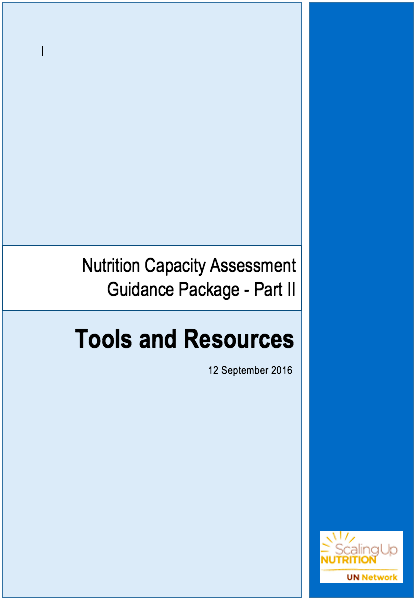 Nutrition Capacity Assessment
Guidance Package - Part II
Tools and Resources
12 September 2016
Scaling Up
NUTRITION
UN Network